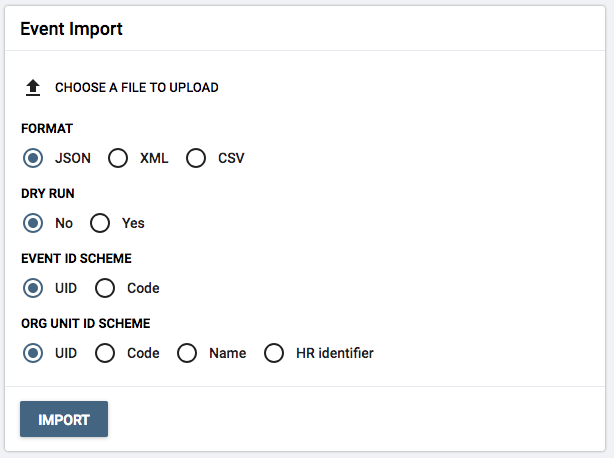 Event Import
CHOOSE A FILE TO UPLOAD
FORMAT
JSON XML CSV
DRY RUN
No Yes
EVENT ID SCHEME
UID Code
ORG UNIT ID SCHEME
UID Code Name HR identifier
IMPORT